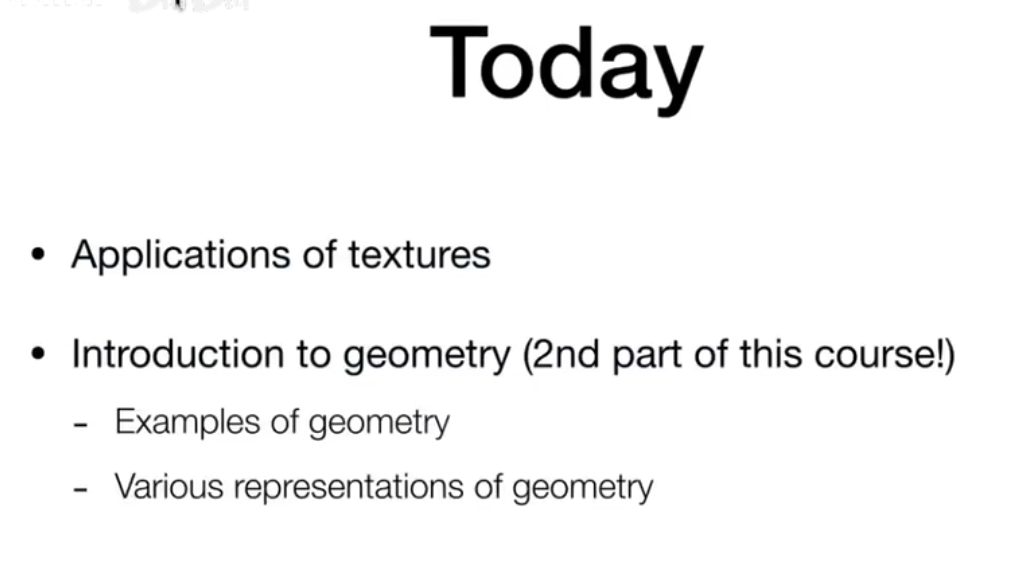 Today
• Applications of textures
• Introduction to geometry (2nd part of this course!)
- Examples of geometry
- Various representations of geometry